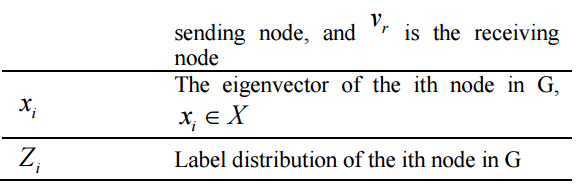 sending node, and v_r is the receiving
node
x_i The eigenvector of the ith node in G,
x_i ∈ X
Z_i Label distribution of the ith node in G